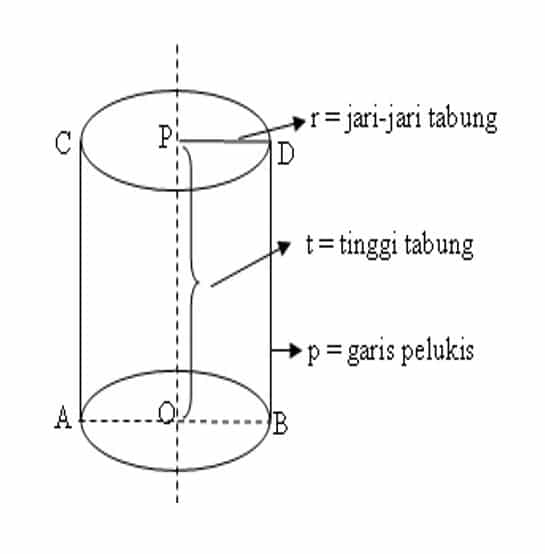 r = jari-jari tabung
C
P
D
t = tinggi tabung
p = garis pelukis
A
O
B